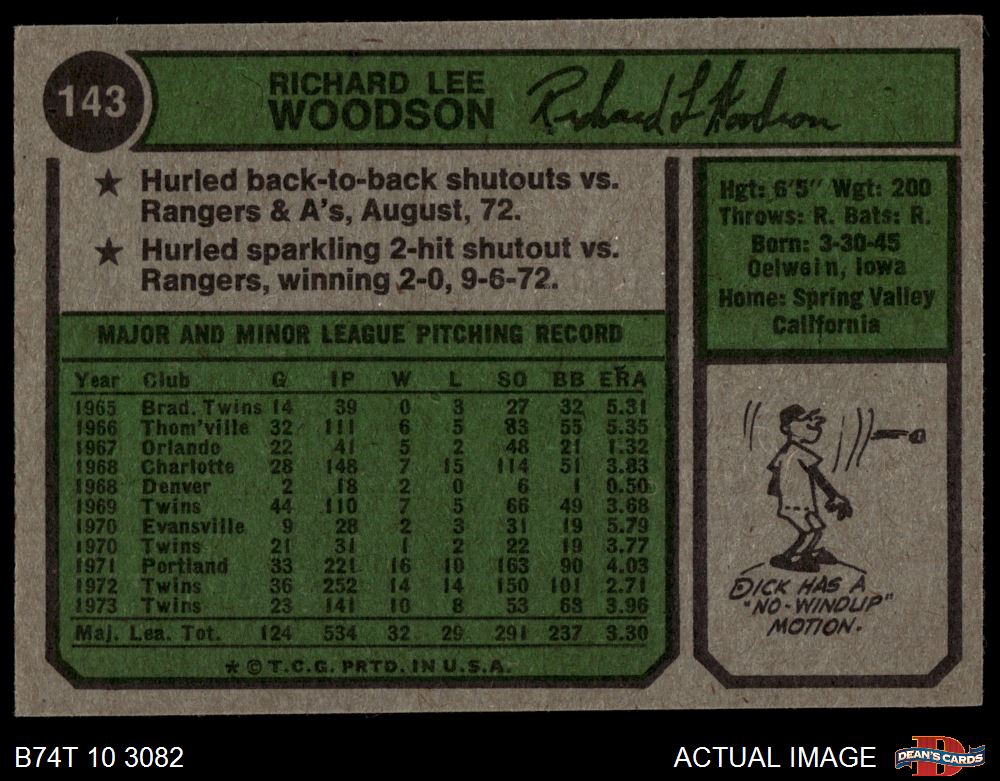 143
RICHARD LEE
WOODSON
Richard L Woodson
★ Hurled back-to-back shutouts vs.
Rangers & A's, August, 72.
★ Hurled sparkling 2-hit shutout vs.
Rangers, winning 2-0, 9-6-72.
MAJOR AND MINOR LEAGUE PITCHING RECORD
Year Club G IP W L SO BB ERA
1965 Brad. Twins 14 39 0 3 27 32 5.31
1966 Thom'ville 32 111 6 5 83 55 5.35
1967 Orlando 22 41 5 2 48 21 1.32
1968 Charlotte 28 148 7 15 114 51 3.83
1968 Denver 2 18 2 0 6 1 0.50
1969 Twins 44 110 7 5 66 49 3.68
1970 Evansville 9 28 2 3 31 19 5.79
1970 Twins 21 31 1 2 22 19 3.77
1971 Portland 33 221 16 10 163 90 4.03
1972 Twins 36 252 14 14 150 101 2.71
1973 Twins 23 141 10 8 53 68 3.96
Maj. Lea. Tot. 124 534 32 29 291 237 3.30
★ © T.C.G. PRTD. IN U.S.A.
Hgt: 6'5" Wgt: 200
Throws: R. Bats: R.
Born: 3-30-45
Oelwein, Iowa
Home: Spring Valley
California
DICK HAS A
"NO-WINDUP"
MOTION.
B74T 10 3082
ACTUAL IMAGE
D
DEAN'S CARDS